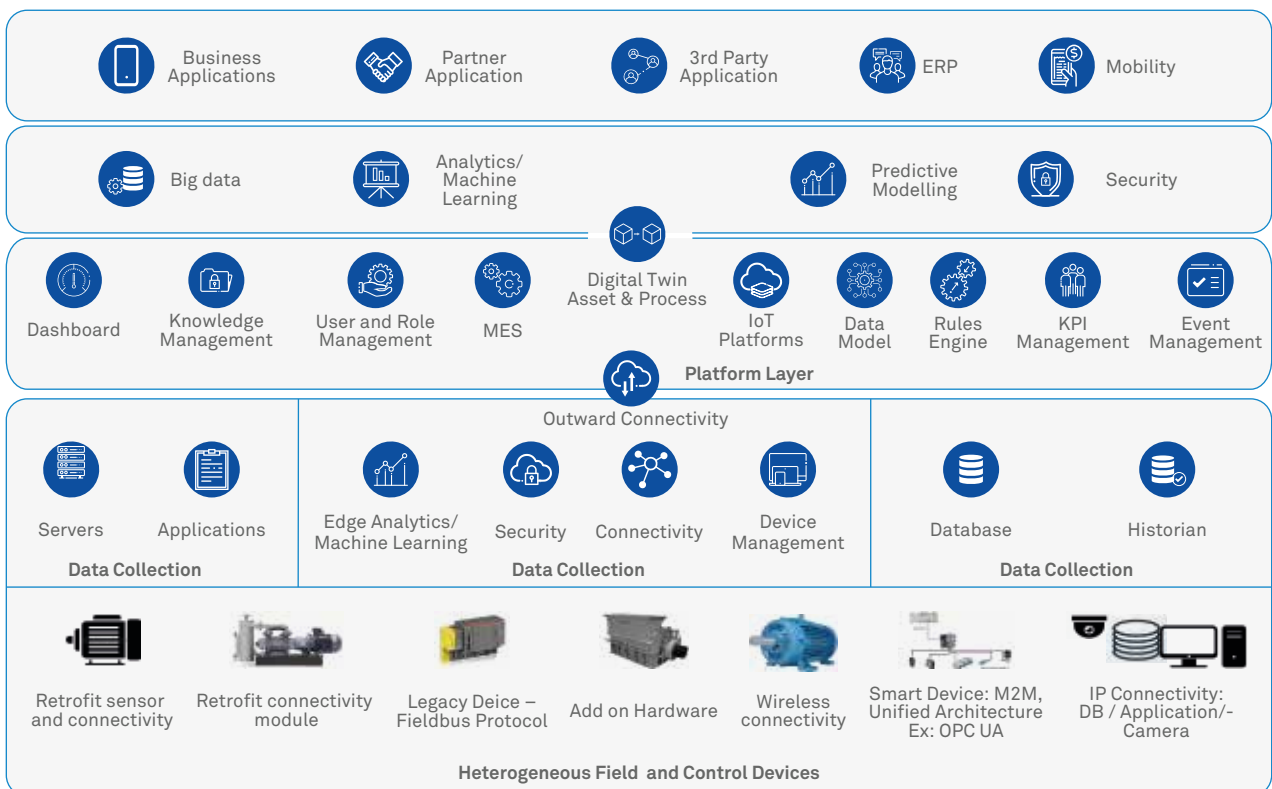 Business
Applications
Partner
Application
3rd Party
Application
ERP
Mobility
Big data
Analytics/
Machine
Learning
Predictive
Modelling
Security
Dashboard
Knowledge
Management
User and Role
Management
MES
Digital Twin
Asset & Process
IoT
Platforms
Data
Model
Rules
Engine
KPI
Management
Event
Management
Platform Layer
Outward Connectivity
Servers
Applications
Data Collection
Edge Analytics/
Machine Learning
Security
Connectivity
Device
Management
Data Collection
Database
Historian
Data Collection
Retrofit sensor
and connectivity
Retrofit connectivity
module
Legacy Deice –
Fieldbus Protocol
Add on Hardware
Wireless
connectivity
Smart Device: M2M,
Unified Architecture
Ex: OPC UA
IP Connectivity:
DB / Application/-
Camera
Heterogeneous Field and Control Devices